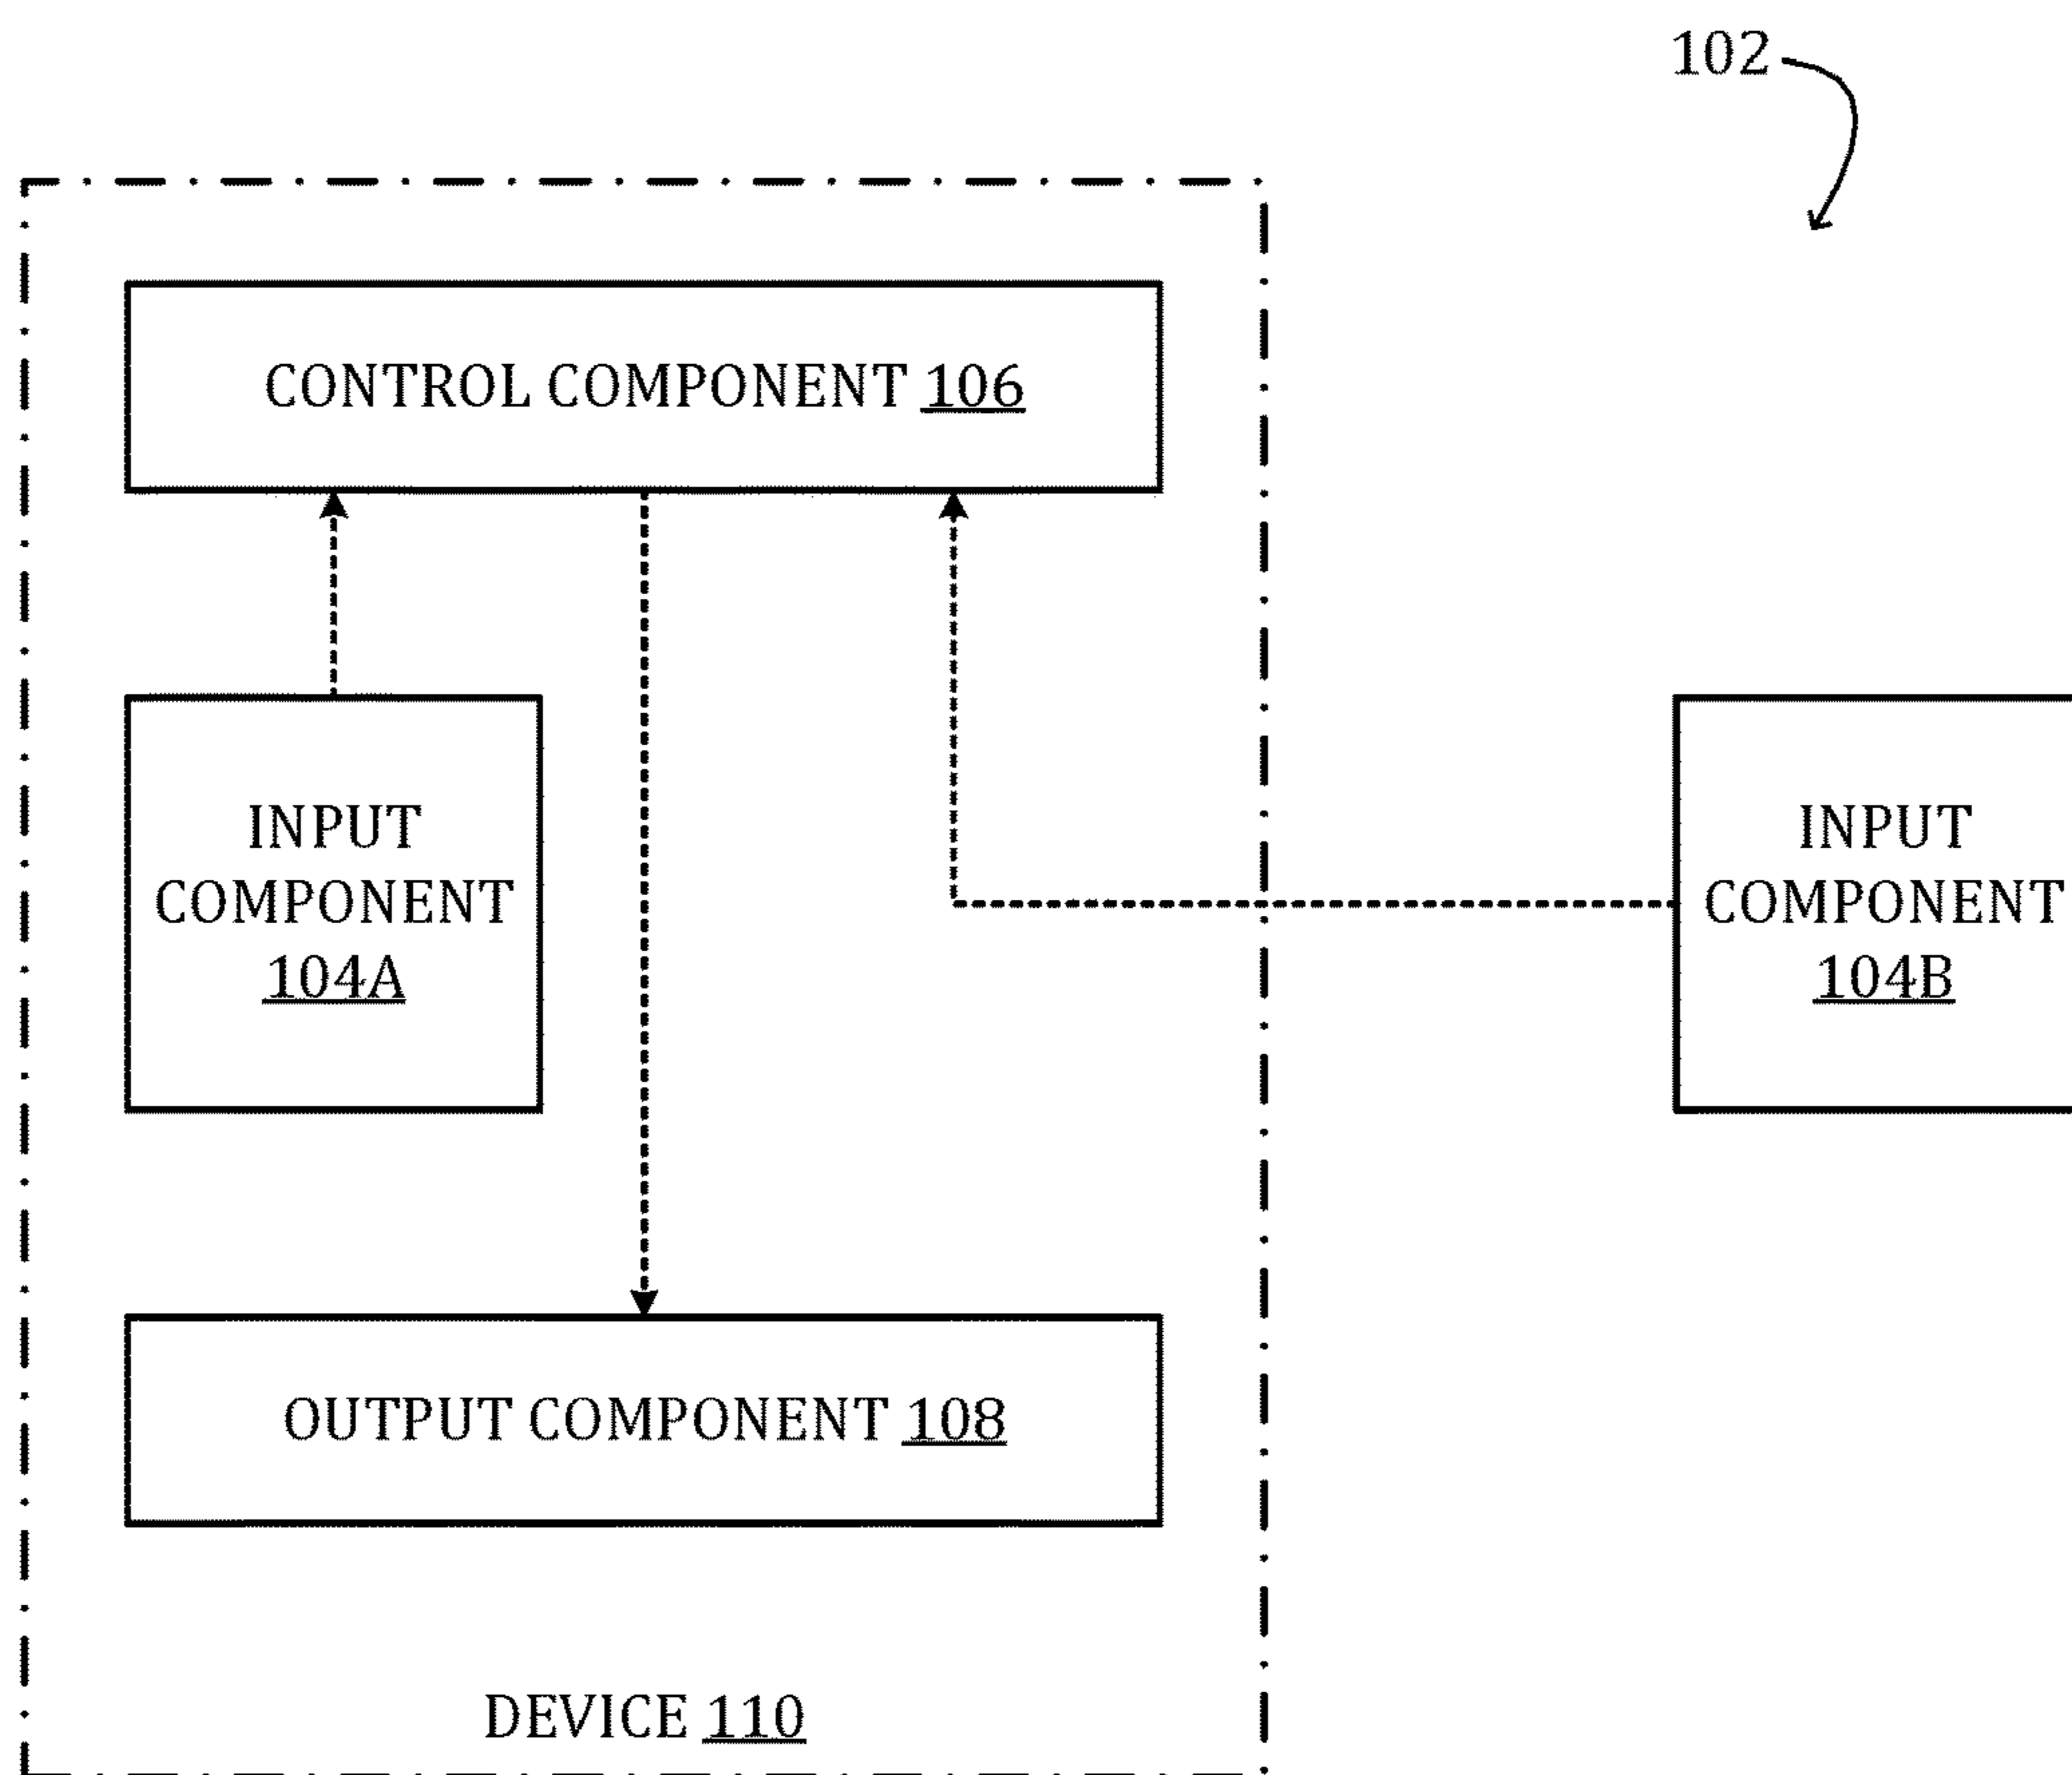 102
CONTROL COMPONENT 106
INPUT
COMPONENT
104A
INPUT
COMPONENT
104B
OUTPUT COMPONENT 108
DEVICE 110